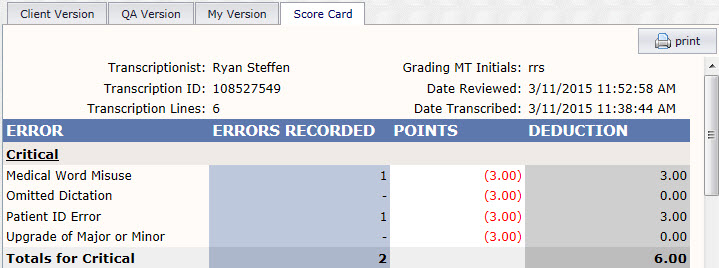 Client Version QA Version My Version Score Card
print
Transcriptionist: Ryan Steffen Grading MT Initials: rrs
Transcription ID: 108527549 Date Reviewed: 3/11/2015 11:52:58 AM
Transcription Lines: 6 Date Transcribed: 3/11/2015 11:38:44 AM
ERROR ERRORS RECORDED POINTS DEDUCTION
Critical
Medical Word Misuse 1 (3.00) 3.00
Omitted Dictation - (3.00) 0.00
Patient ID Error 1 (3.00) 3.00
Upgrade of Major or Minor - (3.00) 0.00
Totals for Critical 2 6.00